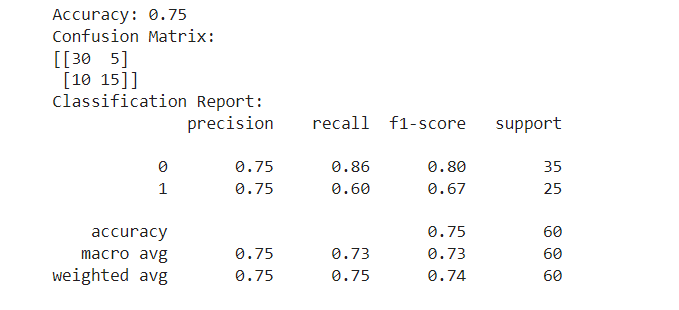 Accuracy: 0.75
Confusion Matrix:
[[30  5]
 [10 15]]
Classification Report:
              precision    recall  f1-score   support

           0       0.75      0.86      0.80        35
           1       0.75      0.60      0.67        25

    accuracy                           0.75        60
   macro avg       0.75      0.73      0.73        60
weighted avg       0.75      0.75      0.74        60